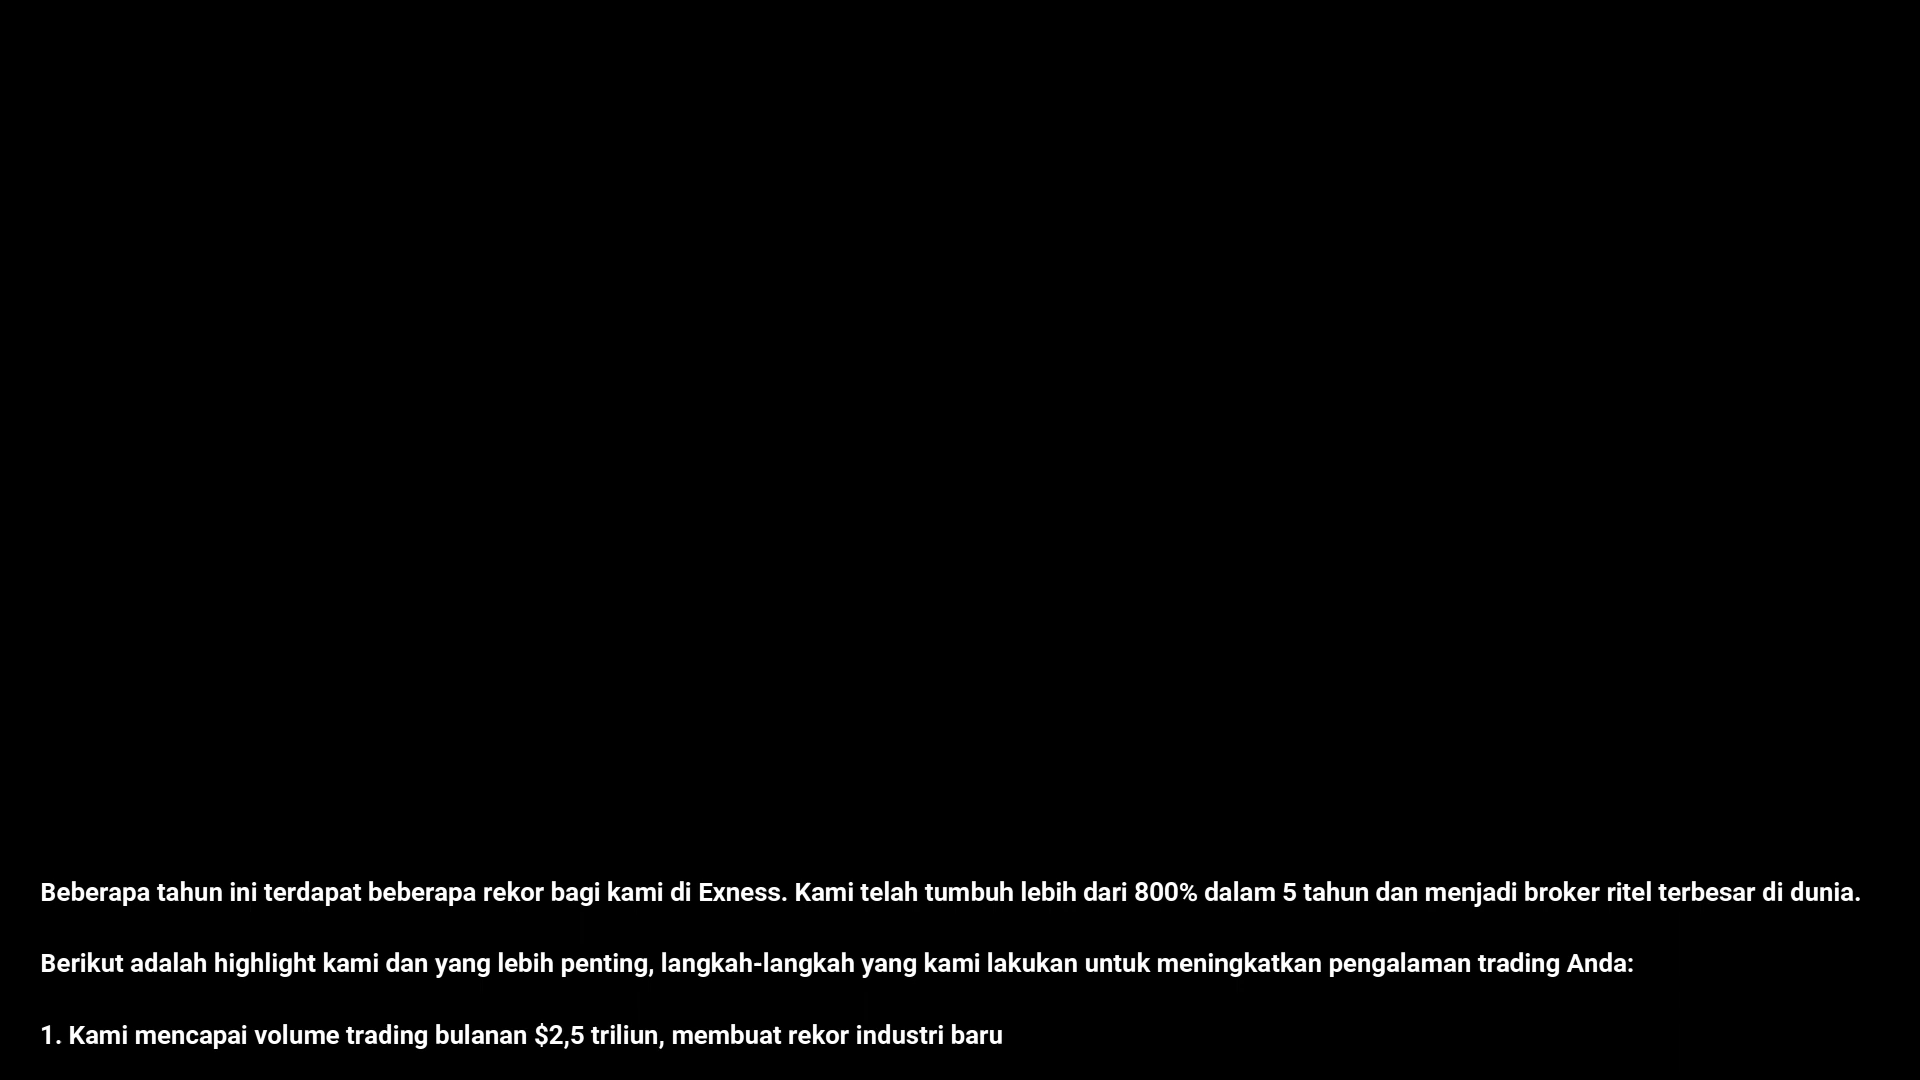 Beberapa tahun ini terdapat beberapa rekor bagi kami di Exness. Kami telah tumbuh lebih dari 800% dalam 5 tahun dan menjadi broker ritel terbesar di dunia.
Berikut adalah highlight kami dan yang lebih penting, langkah-langkah yang kami lakukan untuk meningkatkan pengalaman trading Anda:
1. Kami mencapai volume trading bulanan $2,5 triliun, membuat rekor industri baru